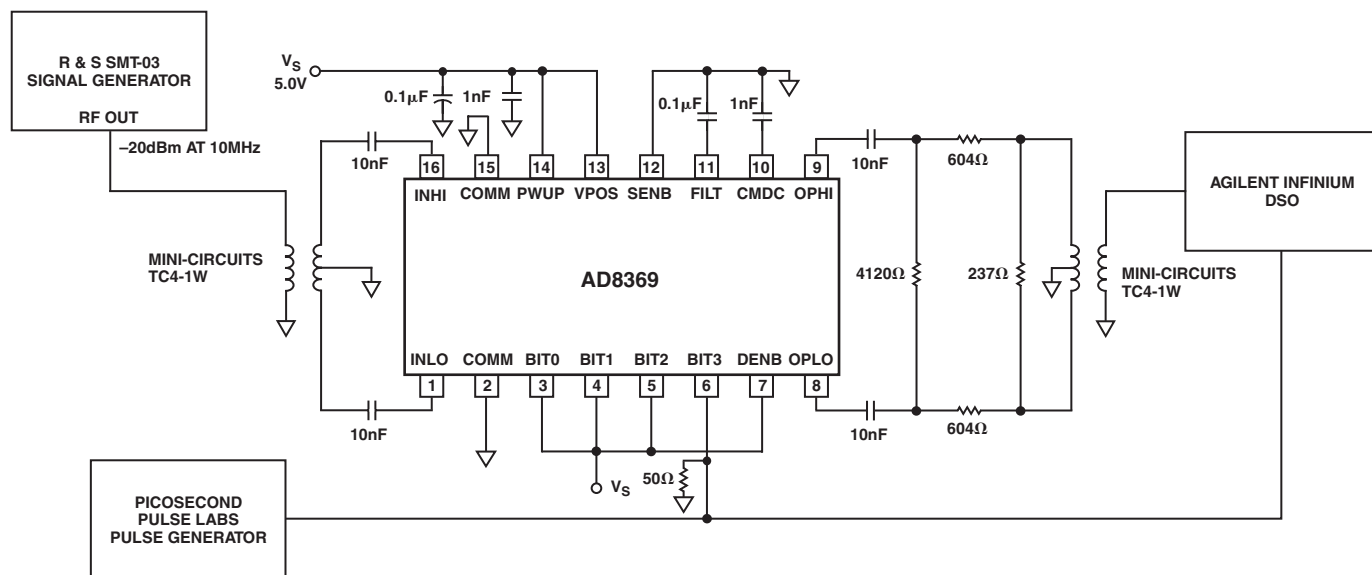 R & S SMT-03
SIGNAL GENERATOR
RF OUT
–20dBm AT 10MHz
VS
5.0V
0.1µF
1nF
0.1µF
1nF
10nF
10nF
604Ω
16
15
14
13
12
11
10
9
INHI
COMM
PWUP
VPOS
SENB
FILT
CMDC
OPHI
AGILENT INFINIUM
DSO
MINI-CIRCUITS
TC4-1W
AD8369
4120Ω
237Ω
MINI-CIRCUITS
TC4-1W
INLO
COMM
BIT0
BIT1
BIT2
BIT3
DENB
OPLO
1
2
3
4
5
6
7
8
10nF
10nF
604Ω
50Ω
VS
PICOSECOND
PULSE LABS
PULSE GENERATOR